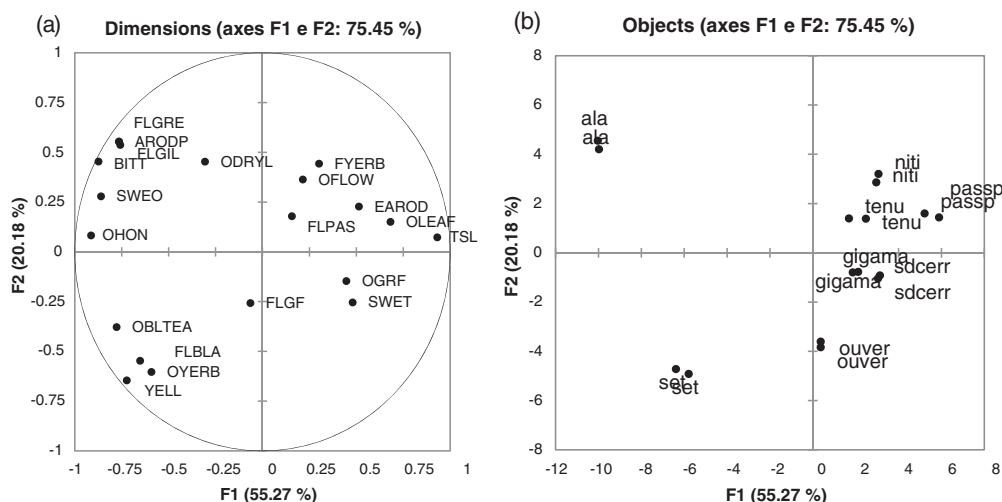 (a)
Dimensions (axes F1 e F2: 75.45 %)
1
0.75
0.5
0.25
0
-0.25
-0.5
-0.75
-1
F2 (20.18 %)
FLGRE
ARODP
ELGIL
BITT
ODRYL
FYERB
OFLOW
SWEO
EAROD
FLPAS
OLEAF
OHON
TSL
OGRF
FLGF
SWET
OBLTEA
FLBLA
OYERB
YELL
-1 -0.75 -0.5 -0.25 0 0.25 0.5 0.75 1
F1 (55.27 %)
(b)
Objects (axes F1 e F2: 75.45 %)
8
6
4
2
0
-2
-4
-6
-8
F2 (20.18 %)
ala
ala
niti
niti
passp
passp
tenu
tenu
gigama
gigama
sdcerr
sdcerr
ouver
ouver
set
set
-12 -10 -8 -6 -4 -2 0 2 4 6 8
F1 (55.27 %)